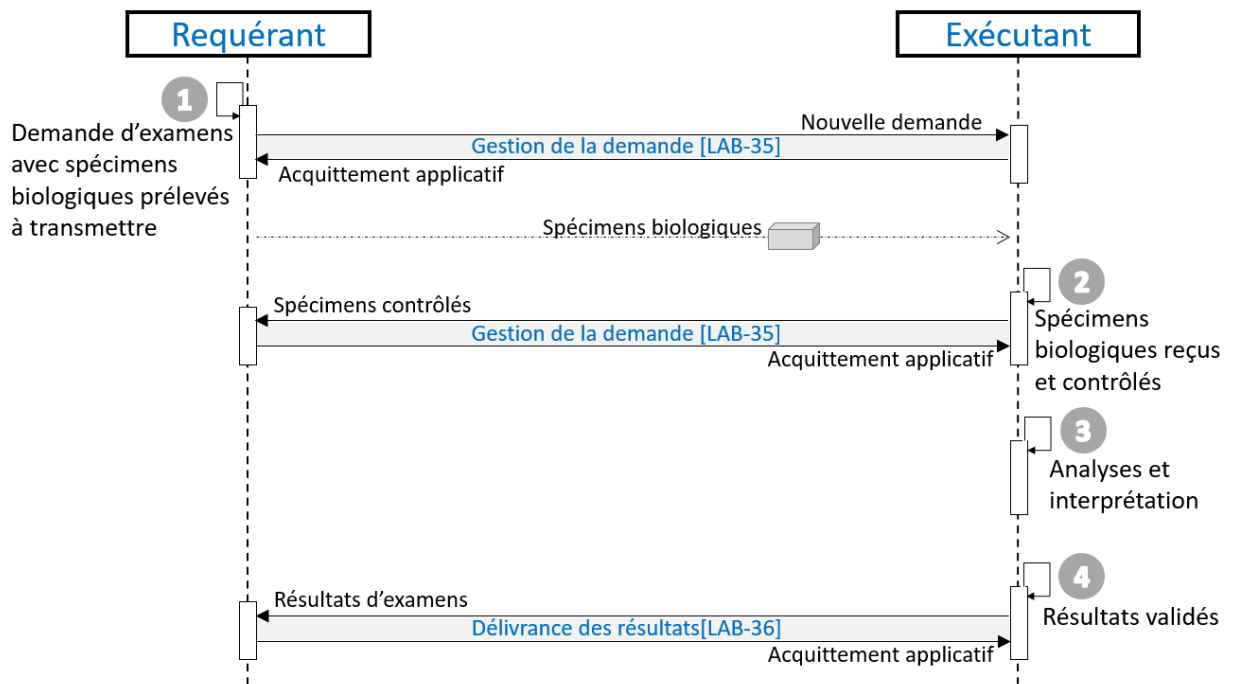 Requérant
Exécutant
1
Demande d’examens
avec spécimens
biologiques prélevés
à transmettre
Nouvelle demande
Gestion de la demande [LAB-35]
Acquittement applicatif
Spécimens biologiques
2
Spécimens
biologiques reçus
et contrôlés
Spécimens contrôlés
Gestion de la demande [LAB-35]
Acquittement applicatif
3
Analyses et
interprétation
4
Résultats validés
Résultats d’examens
Délivrance des résultats[LAB-36]
Acquittement applicatif